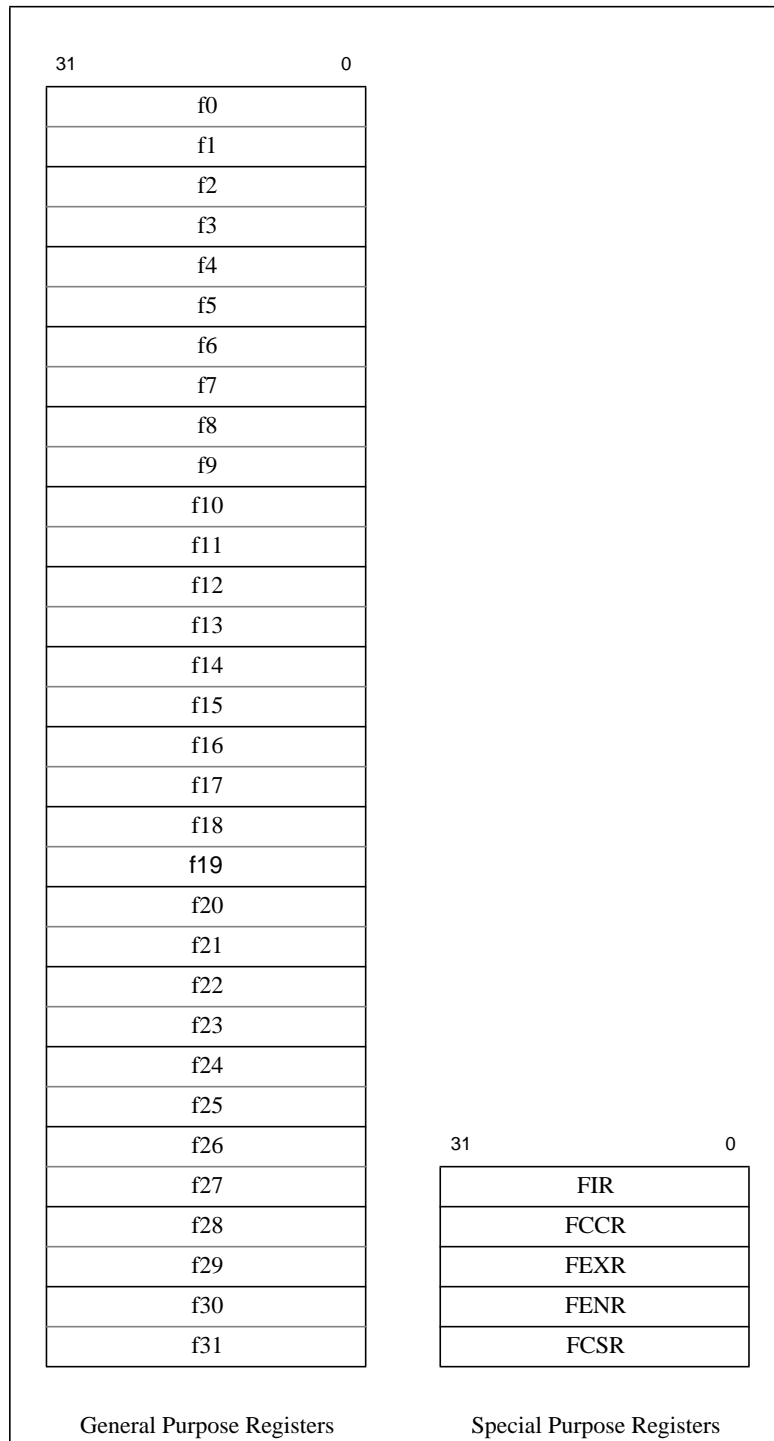 31 0
f0
f1
f2
f3
f4
f5
f6
f7
f8
f9
f10
f11
f12
f13
f14
f15
f16
f17
f18
f19
f20
f21
f22
f23
f24
f25
f26
f27
f28
f29
f30
f31
General Purpose Registers
31 0
FIR
FCCR
FEXR
FENR
FCSR
Special Purpose Registers